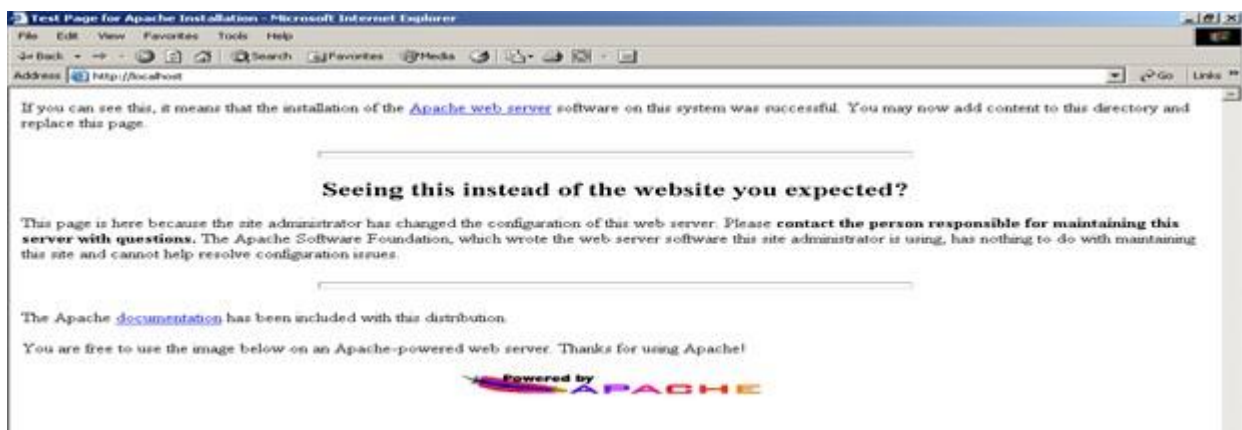 Test Page for Apache Installation - Microsoft Internet Explorer
File Edit View Favorites Tools Help
Back Search Favorites Media
Address http://localhost Go Links »
If you can see this, it means that the installation of the Apache web server software on this system was successful. You may now add content to this directory and
replace this page.
Seeing this instead of the website you expected?
This page is here because the site administrator has changed the configuration of this web server. Please contact the person responsible for maintaining this
server with questions. The Apache Software Foundation, which wrote the web server software this site administrator is using, has nothing to do with maintaining
this site and cannot help resolve configuration issues.
The Apache documentation has been included with this distribution.
You are free to use the image below on an Apache-powered web server. Thanks for using Apache!
Powered by
APACHE